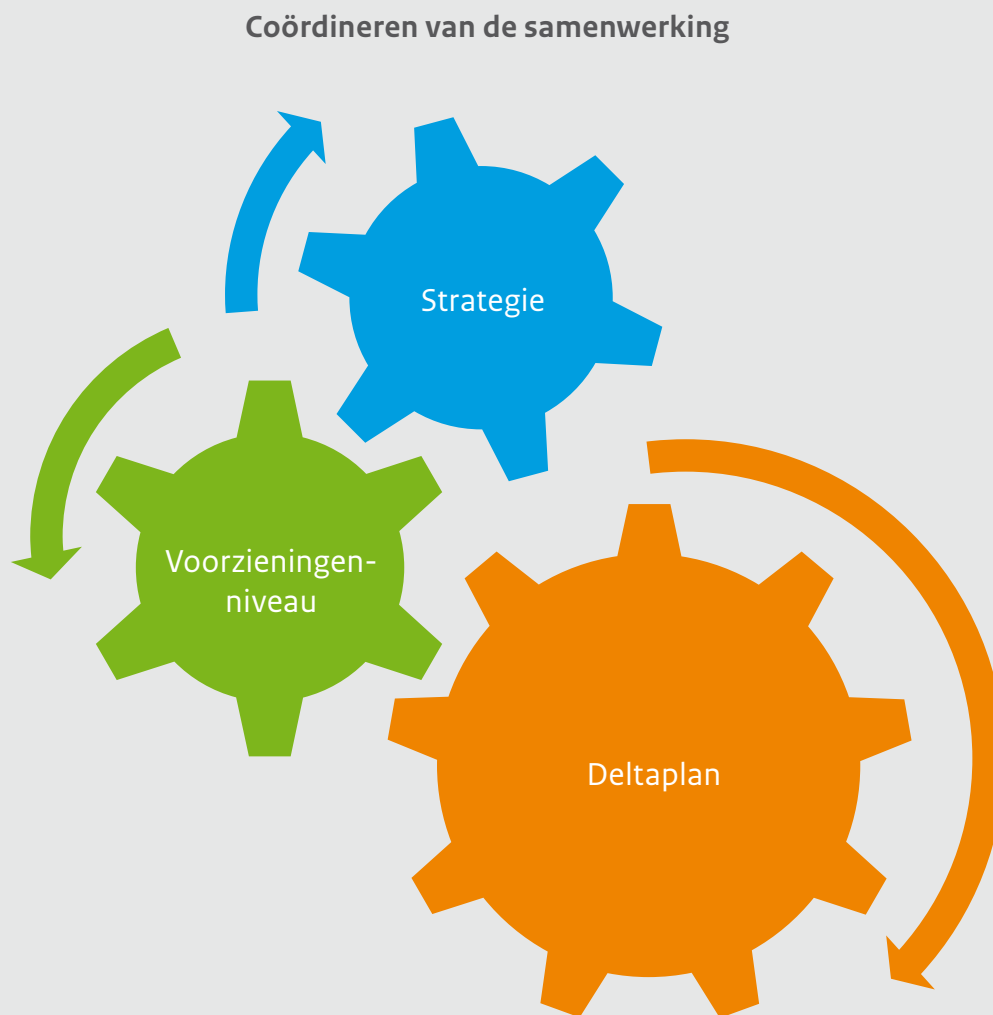 Coördineren van de samenwerking
Strategie
Voorzieningen-
niveau
Deltaplan